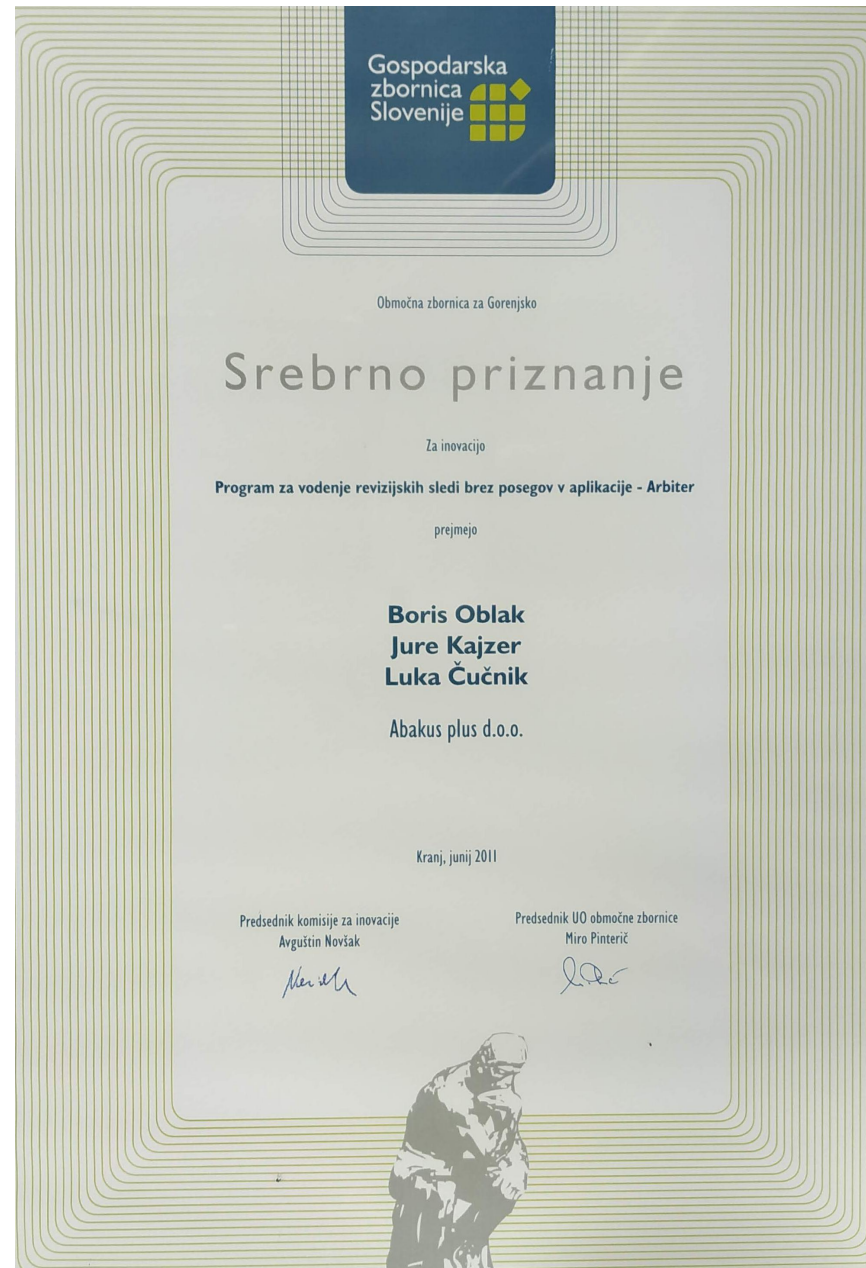 Gospodarska
zbornica
Slovenije
Območna zbornica za Gorenjsko
Srebrno priznanje
Za inovacijo
Program za vodenje revizijskih sledi brez posegov v aplikacije - Arbiter
prejmejo
Boris Oblak
Jure Kajzer
Luka Čučnik
Abakus plus d.o.o.
Kranj, junij 2011
Predsednik komisije za inovacije
Avguštin Novšak
Predsednik UO območne zbornice
Miro Pinterič